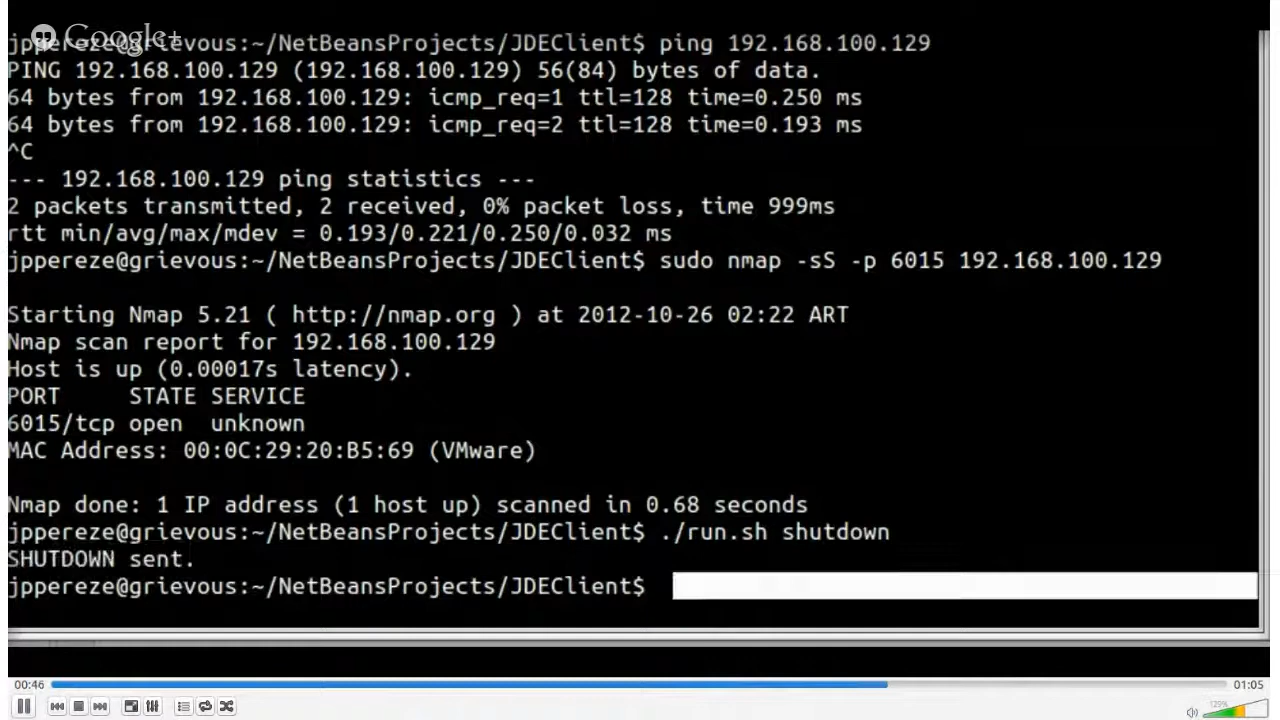 Google+
jppereze@grievous:~/NetBeansProjects/JDEClient$ ping 192.168.100.129
PING 192.168.100.129 (192.168.100.129) 56(84) bytes of data.
64 bytes from 192.168.100.129: icmp_req=1 ttl=128 time=0.250 ms
64 bytes from 192.168.100.129: icmp_req=2 ttl=128 time=0.193 ms
^C
--- 192.168.100.129 ping statistics ---
2 packets transmitted, 2 received, 0% packet loss, time 999ms
rtt min/avg/max/mdev = 0.193/0.221/0.250/0.032 ms
jppereze@grievous:~/NetBeansProjects/JDEClient$ sudo nmap -sS -p 6015 192.168.100.129
Starting Nmap 5.21 ( http://nmap.org ) at 2012-10-26 02:22 ART
Nmap scan report for 192.168.100.129
Host is up (0.00017s latency).
PORT STATE SERVICE
6015/tcp open unknown
MAC Address: 00:0C:29:20:B5:69 (VMware)
Nmap done: 1 IP address (1 host up) scanned in 0.68 seconds
jppereze@grievous:~/NetBeansProjects/JDEClient$ ./run.sh shutdown
SHUTDOWN sent.
jppereze@grievous:~/NetBeansProjects/JDEClient$
00:46 01:05
129%